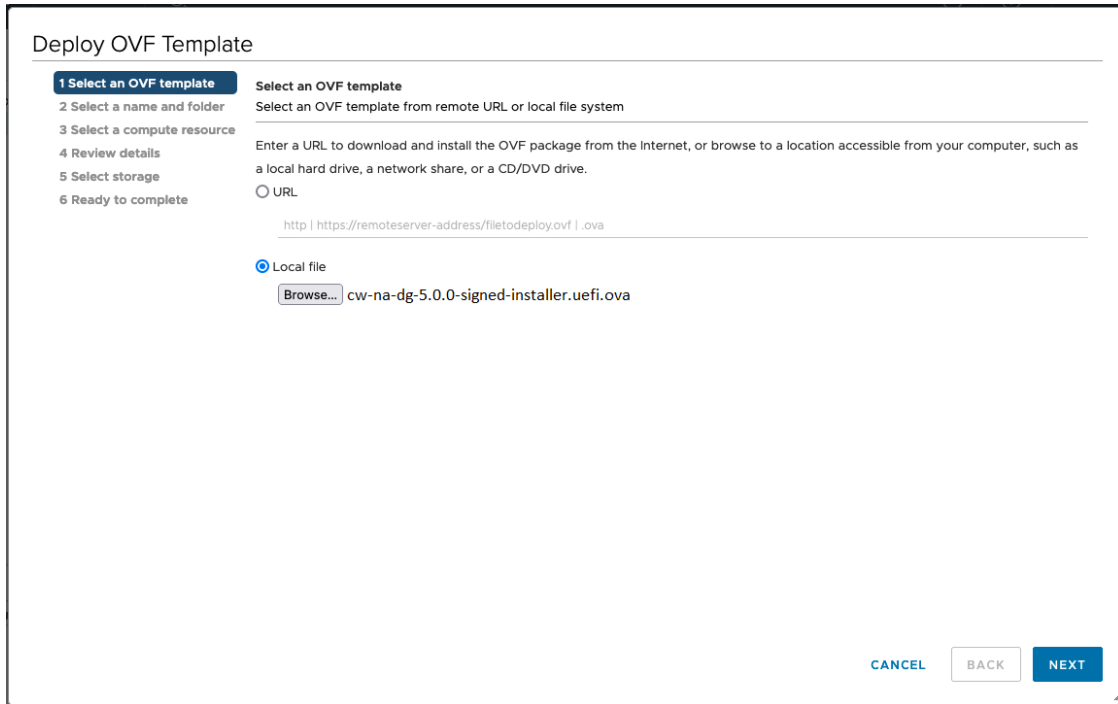 Deploy OVF Template
1 Select an OVF template
2 Select a name and folder
3 Select a compute resource
4 Review details
5 Select storage
6 Ready to complete
Select an OVF template
Select an OVF template from remote URL or local file system
Enter a URL to download and install the OVF package from the Internet, or browse to a location accessible from your computer, such as
a local hard drive, a network share, or a CD/DVD drive.
URL
http | https://remoteserver-address/filetodeploy.ovf | .ova
Local file
Browse... cw-na-dg-5.0.0-signed-installer.uefi.ova
CANCEL BACK NEXT